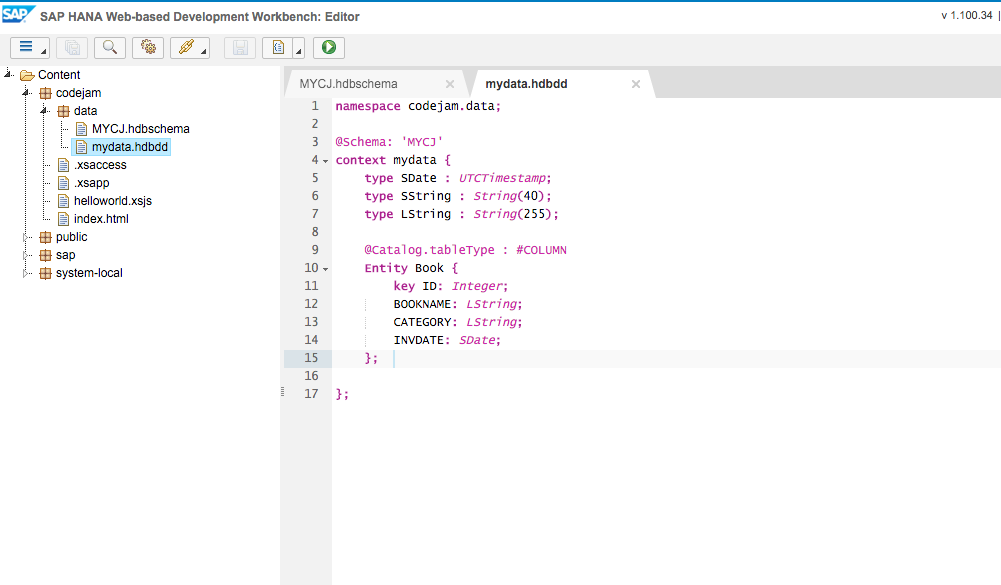 SAP SAP HANA Web-based Development Workbench: Editor
v 1.100.34 |
Content
codejam
data
MYCJ.hdbschema
mydata.hdbdd
.xsaccess
.xsapp
helloworld.xsjs
index.html
public
sap
system-local
MYCJ.hdbschema × mydata.hdbdd ×
1 namespace codejam.data;
2
3 @Schema: 'MYCJ'
4 context mydata {
5 type SDate : UTCTimestamp;
6 type SString : String(40);
7 type LString : String(255);
8
9 @Catalog.tableType : #COLUMN
10 Entity Book {
11 key ID: Integer;
12 BOOKNAME: LString;
13 CATEGORY: LString;
14 INVDATE: SDate;
15 };
16
17 };